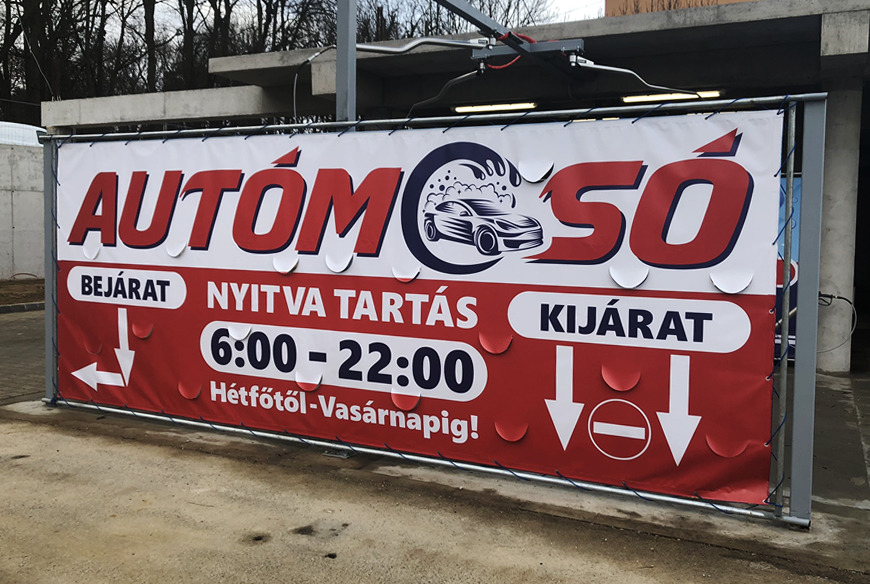 AUTÓMOSÓ
BEJÁRAT
NYITVA TARTÁS
6:00 - 22:00
Hétfőtől-Vasárnapig!
KIJÁRAT